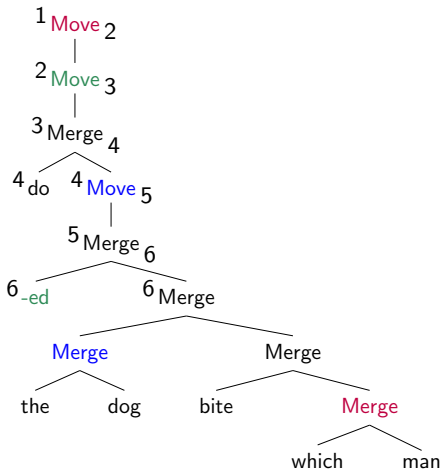 1 Move 2
2 Move 3
3 Merge 4
4 do 4 Move 5
5 Merge 6
6 -ed 6 Merge
Merge Merge
the dog bite Merge
which man